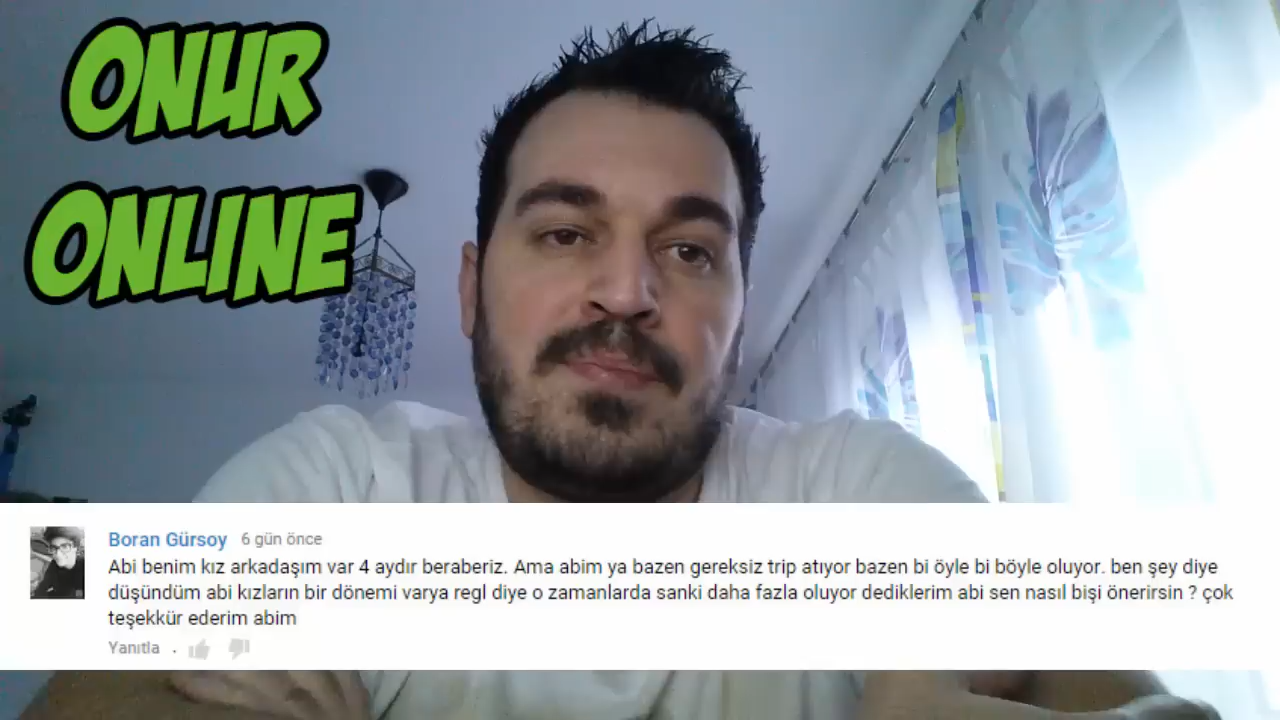 ONUR
ONLINE
Boran Gürsoy 6 gün önce
Abi benim kız arkadaşım var 4 aydır beraberiz. Ama abim ya bazen gereksiz trip atıyor bazen bi öyle bi böyle oluyor. ben şey diye
düşündüm abi kızların bir dönemi varya regl diye o zamanlarda sanki daha fazla oluyor dediklerim abi sen nasıl bişi önerirsin ? çok
teşekkür ederim abim
Yanıtla .